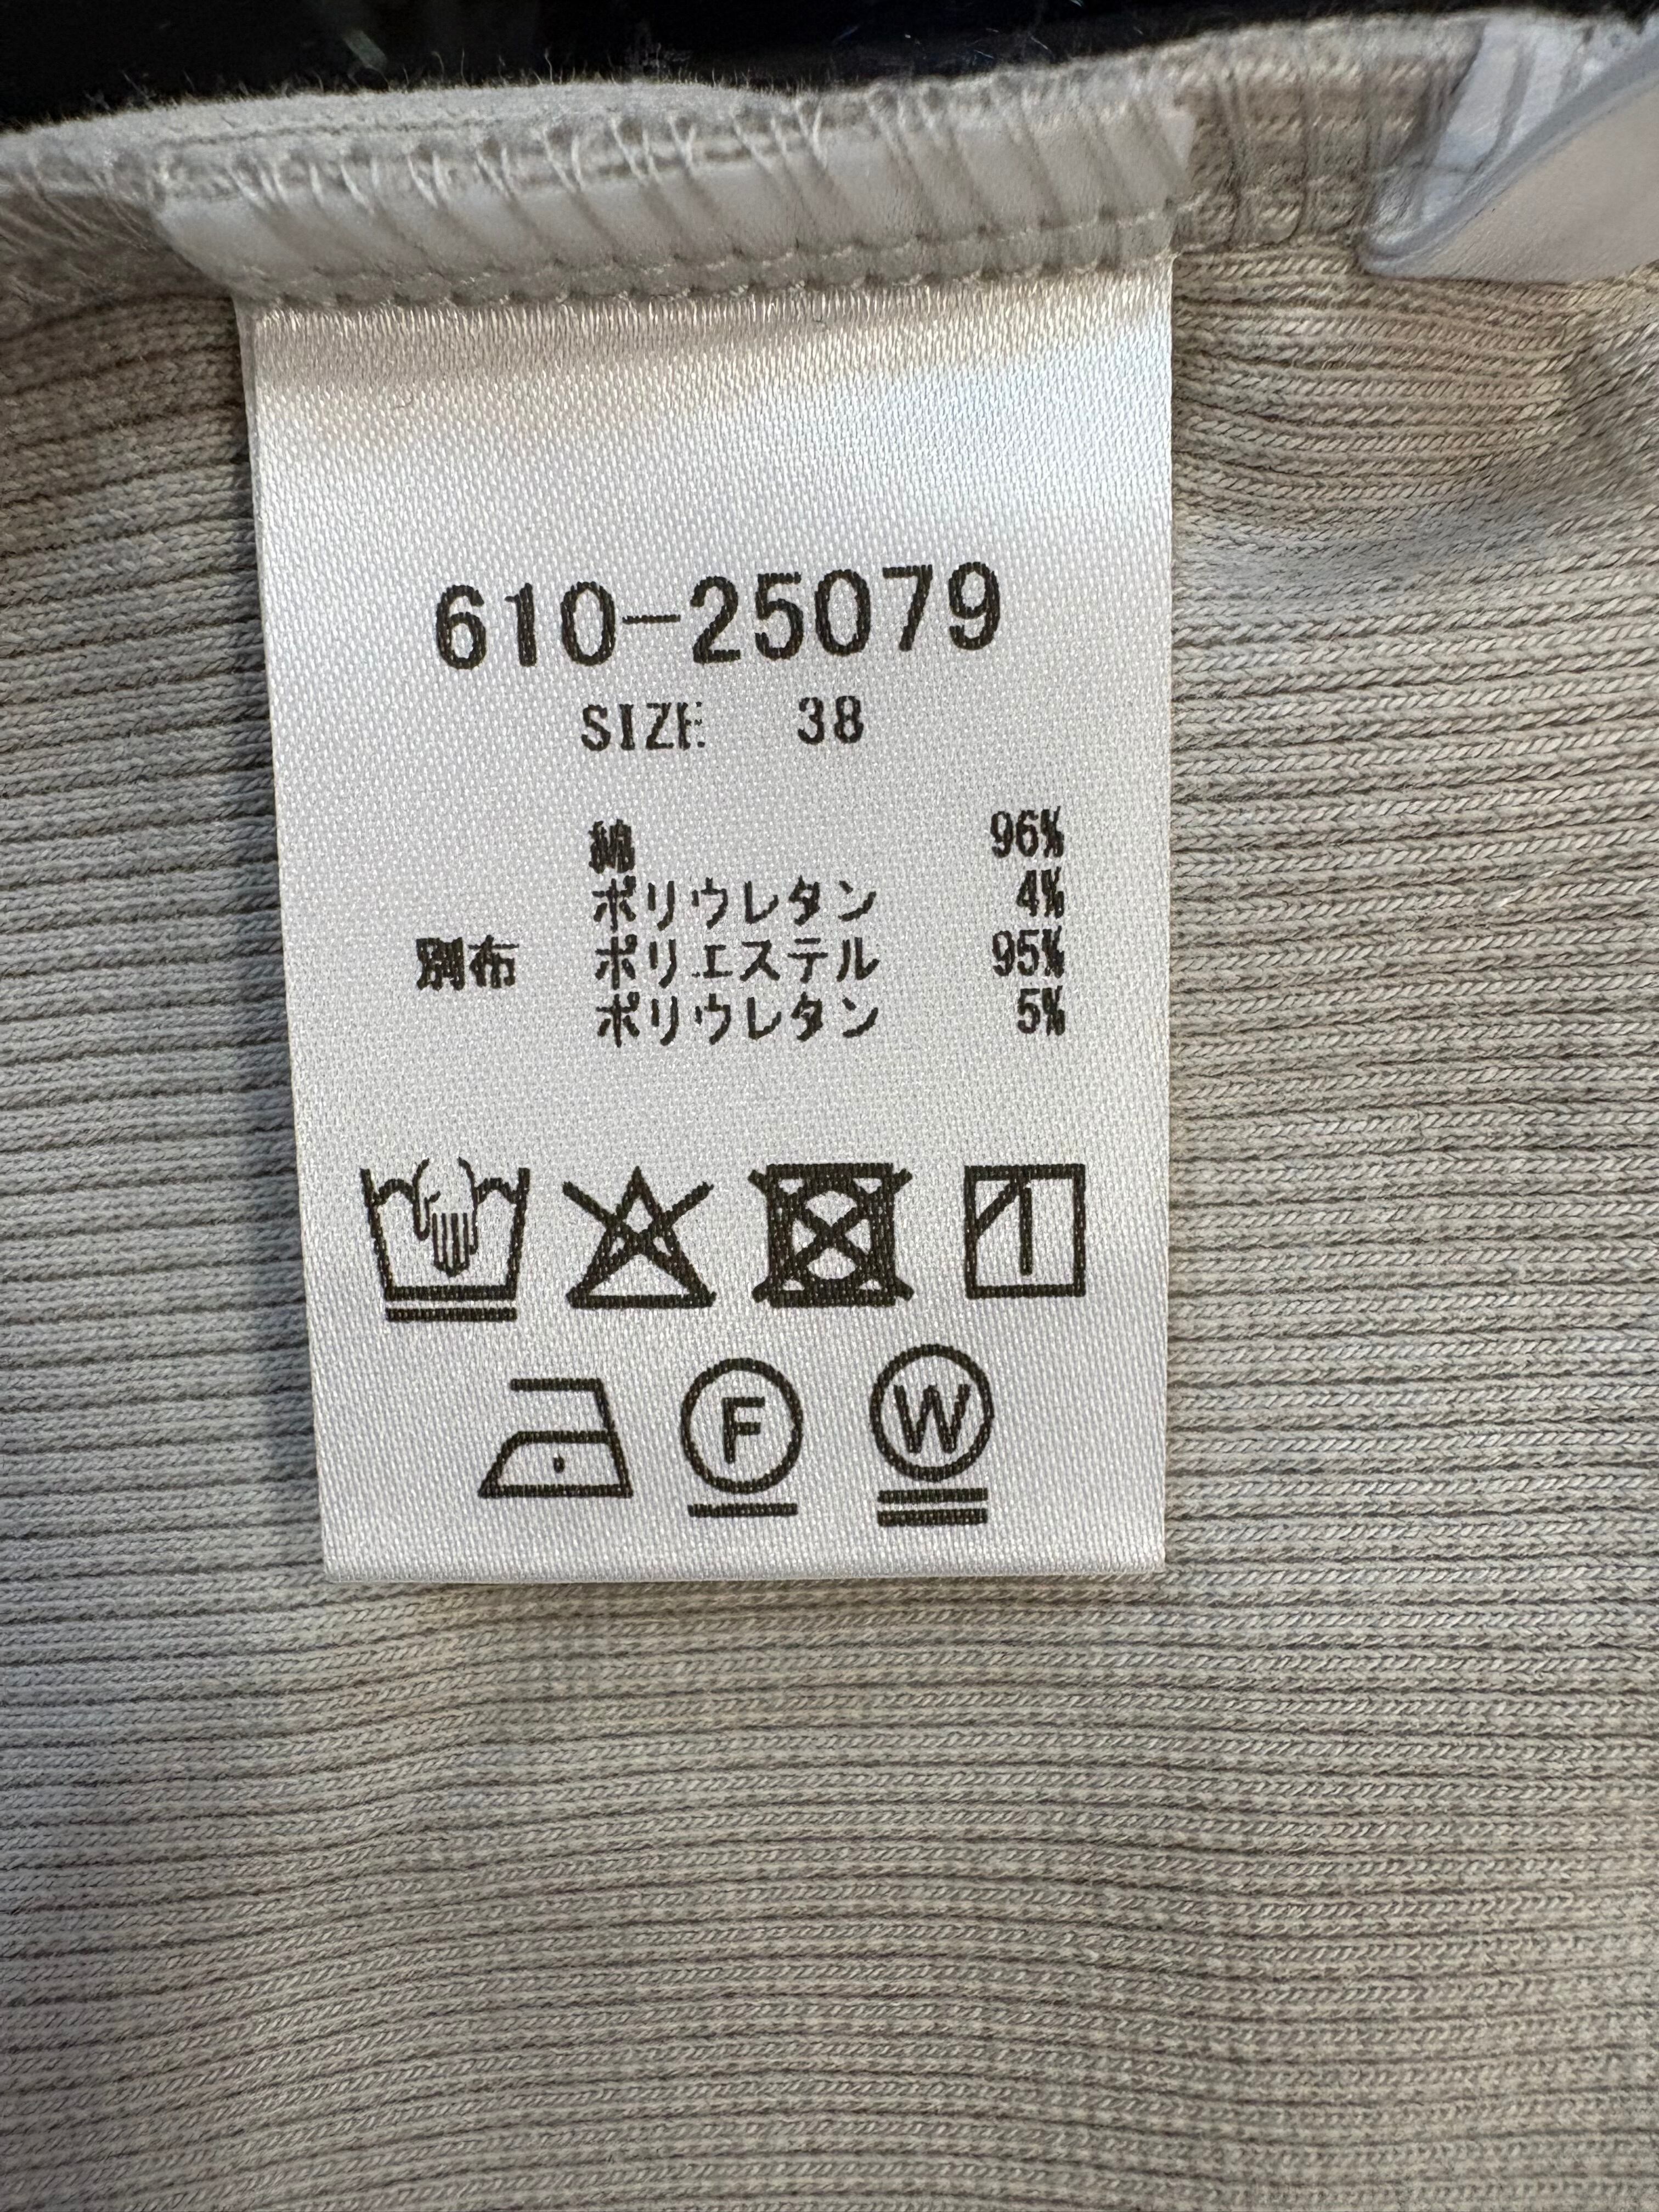 610-25079
SIZE 38
綿 96%
ポリウレタン 4%
別布 ポリエステル 95%
ポリウレタン 5%
F W